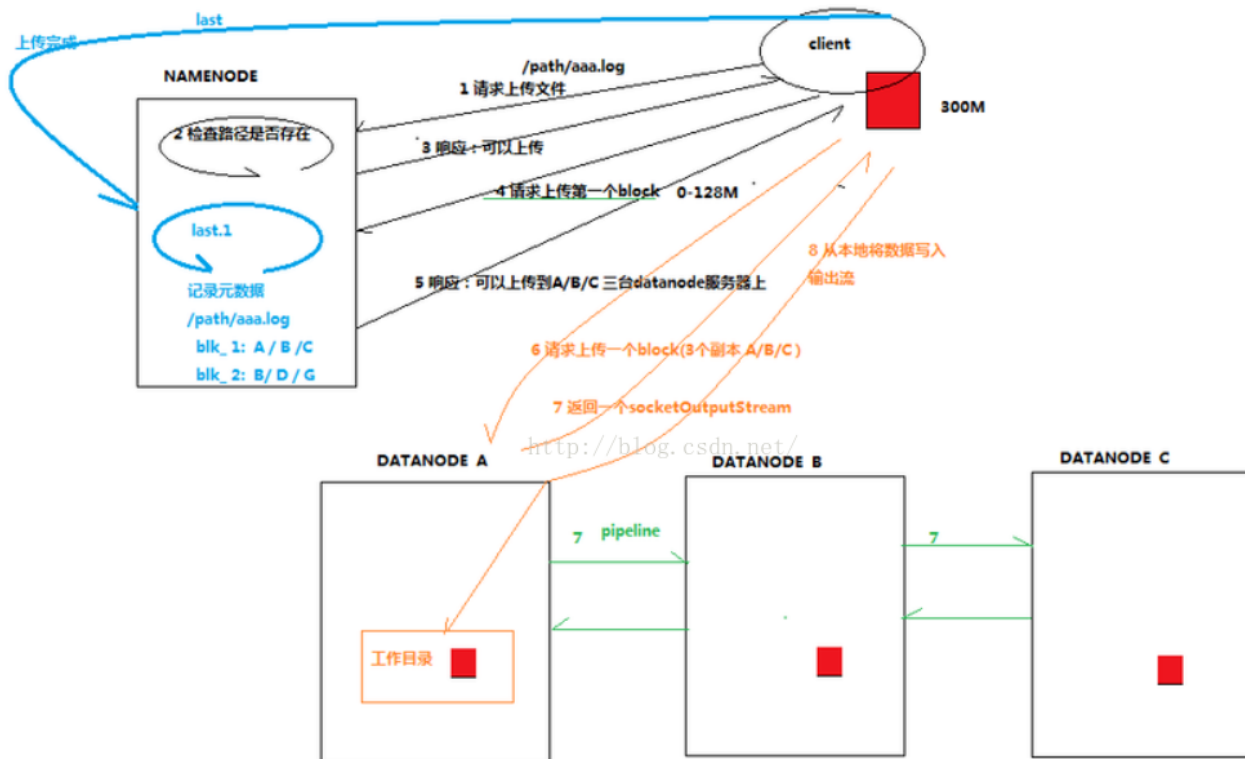 last
上传完成
client
NAMENODE
/path/aaa.log
1 请求上传文件
300M
2 检查路径是否存在
3 响应：可以上传
4 请求上传第一个block 0-128M
last.1
8 从本地将数据写入
输出流
5 响应：可以上传到A/B/C 三台datanode服务器上
记录元数据
/path/aaa.log
blk_ 1: A / B /C
blk_ 2: B/ D / G
6 请求上传一个block(3个副本 A/B/C )
7 返回一个socketOutputStream
http://blog.csdn.net/
DATANODE A
DATANODE B
DATANODE C
7 pipeline
7
工作目录